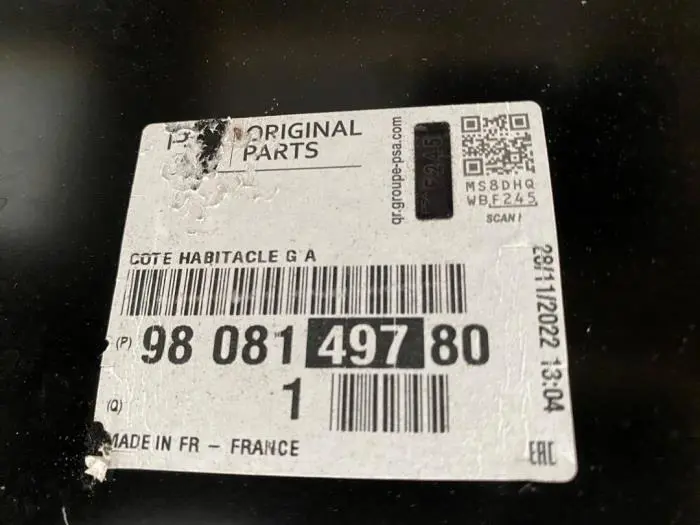 ORIGINAL
PARTS
qr.groupe-psa.com
F245
MS8DHQ
WBF245
SCAN!
COTE HABITACLE G A
(P) 98 081 497 80
(Q) 1
28/11/2022 13:04
MADE IN FR – FRANCE
EAC